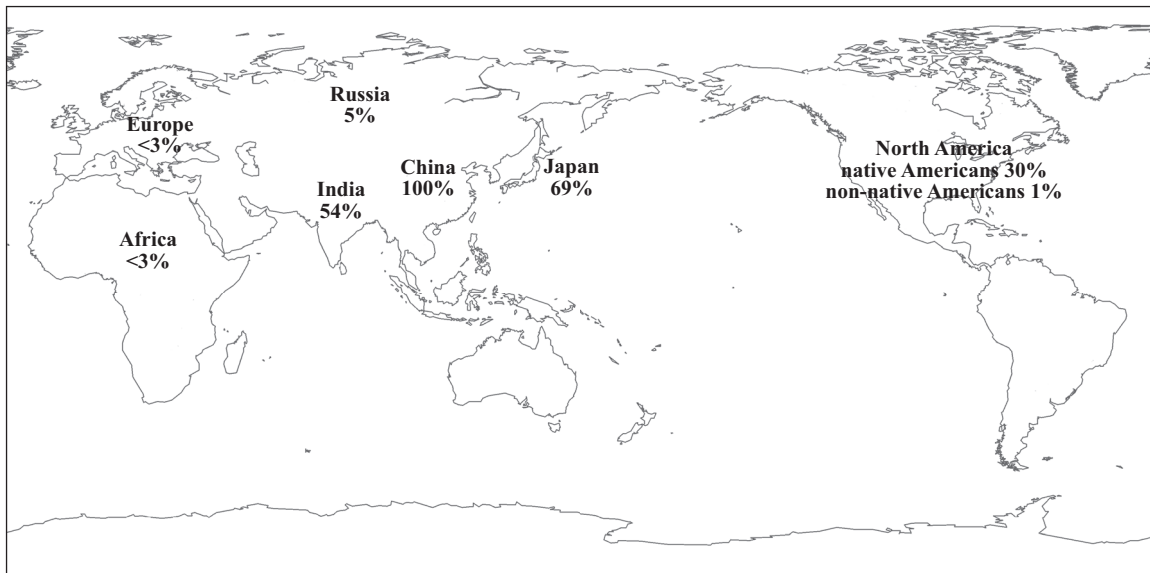 Russia
5%
Europe
<3%
China
100%
Japan
69%
North America
native Americans 30%
non-native Americans 1%
India
54%
Africa
<3%